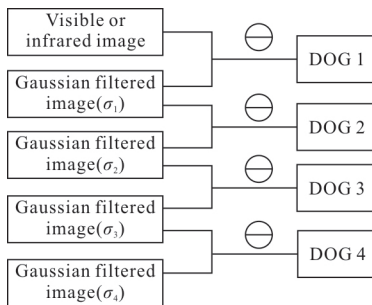 Visible or
infrared image
Gaussian filtered
image(σ₁)
Gaussian filtered
image(σ₂)
Gaussian filtered
image(σ₃)
Gaussian filtered
image(σ₄)
DOG 1
DOG 2
DOG 3
DOG 4